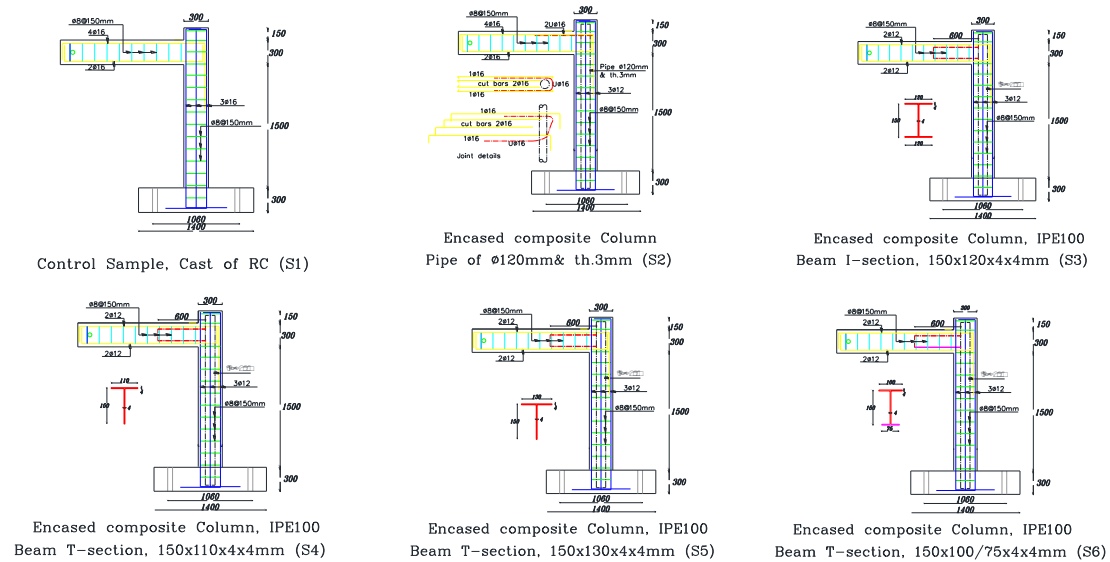 300
ø8@150mm
4ø16
150
300
2ø16
3ø16
ø8@150mm
1500
300
1060
1400
Control Sample, Cast of RC (S1)
300
ø8@150mm
4ø16
2Uø16
150
300
2ø16
Pipe ø120mm
& th.3mm
1ø16
cut bars 2ø16
Uø16
1ø16
3ø12
ø8@150mm
1ø16
cut bars 2ø16
1ø16
Uø16
Joint details
1500
300
1060
1400
Encased composite Column
Pipe of ø120mm& th.3mm (S2)
300
ø8@150mm
2ø12
600
150
300
2ø12
4
3ø12
ø8@150mm
1500
300
1060
1400
Encased composite Column, IPE100
Beam I-section, 150x120x4x4mm (S3)
300
ø8@150mm
2ø12
600
150
300
2ø12
110
4
3ø12
ø8@150mm
1500
300
1060
1400
Encased composite Column, IPE100
Beam T-section, 150x110x4x4mm (S4)
300
ø8@150mm
2ø12
600
150
300
2ø12
130
4
3ø12
ø8@150mm
1500
300
1060
1400
Encased composite Column, IPE100
Beam T-section, 150x130x4x4mm (S5)
300
ø8@150mm
2ø12
600
150
300
2ø12
100
4
75
3ø12
ø8@150mm
1500
300
1060
1400
Encased composite Column, IPE100
Beam T-section, 150x100/75x4x4mm (S6)